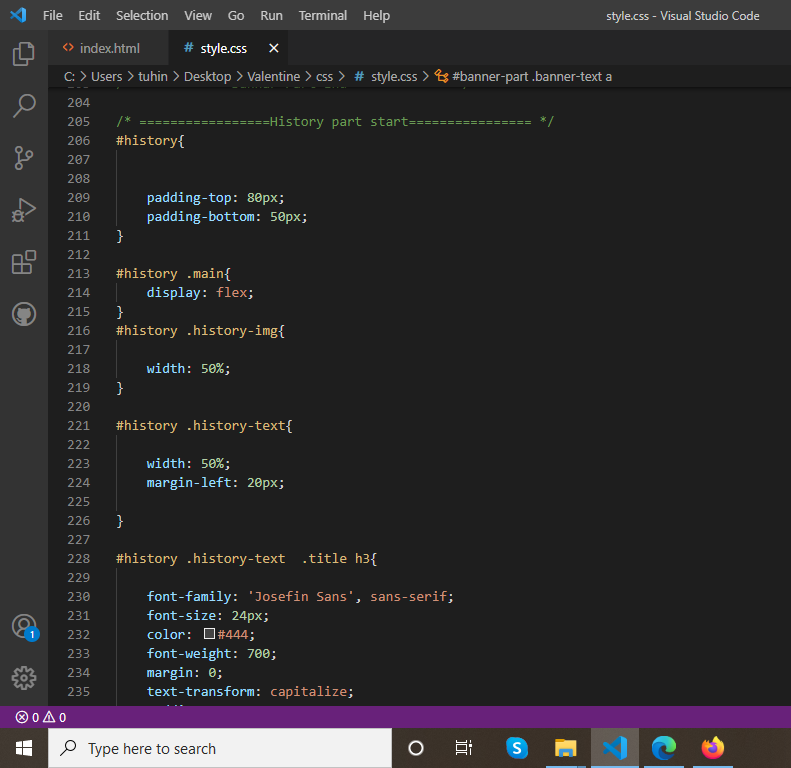 File Edit Selection View Go Run Terminal Help style.css - Visual Studio Code
<> index.html # style.css ×
C: > Users > tuhin > Desktop > Valentine > css > # style.css > #banner-part .banner-text a
204
205 /* =================History part start================ */
206 #history{
207
208
209 padding-top: 80px;
210 padding-bottom: 50px;
211 }
212
213 #history .main{
214 display: flex;
215 }
216 #history .history-img{
217
218 width: 50%;
219 }
220
221 #history .history-text{
222
223 width: 50%;
224 margin-left: 20px;
225
226 }
227
228 #history .history-text  .title h3{
229
230 font-family: 'Josefin Sans', sans-serif;
231 font-size: 24px;
232 color: #444;
233 font-weight: 700;
234 margin: 0;
235 text-transform: capitalize;
1
0 0
Type here to search